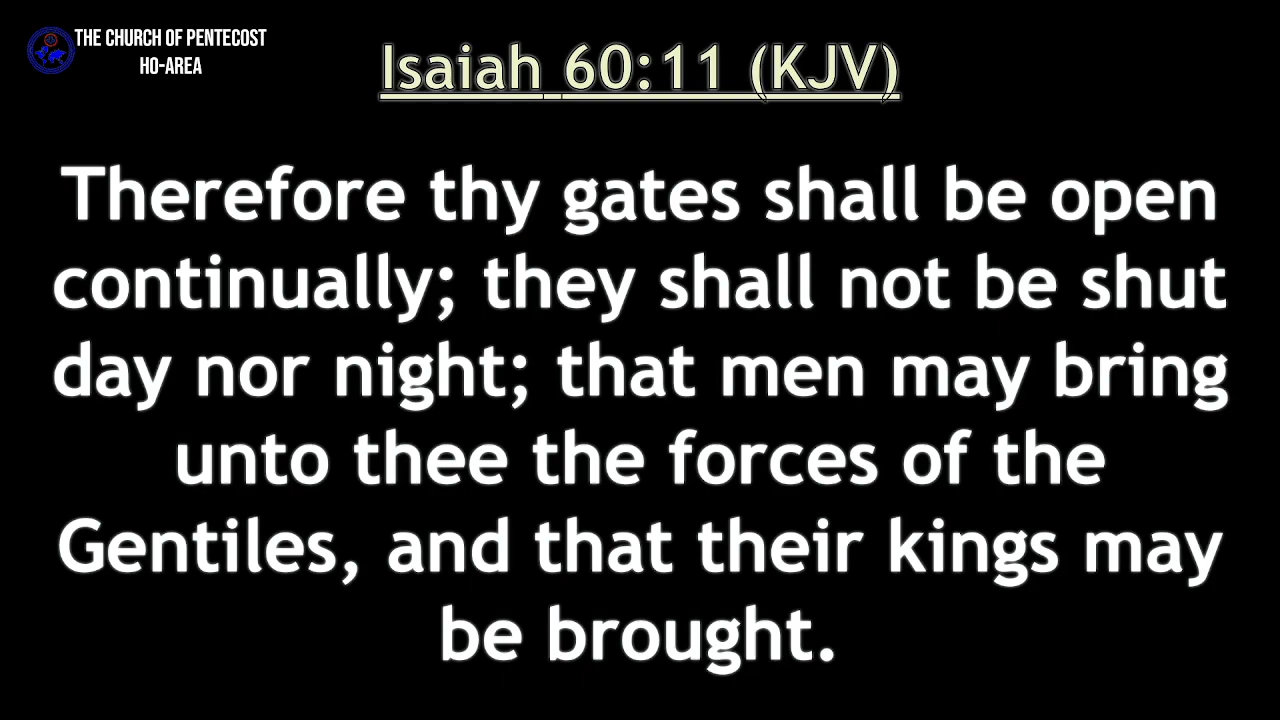 THE CHURCH OF PENTECOST
HO-AREA
Isaiah 60:11 (KJV)
Therefore thy gates shall be open
continually; they shall not be shut
day nor night; that men may bring
unto thee the forces of the
Gentiles, and that their kings may
be brought.